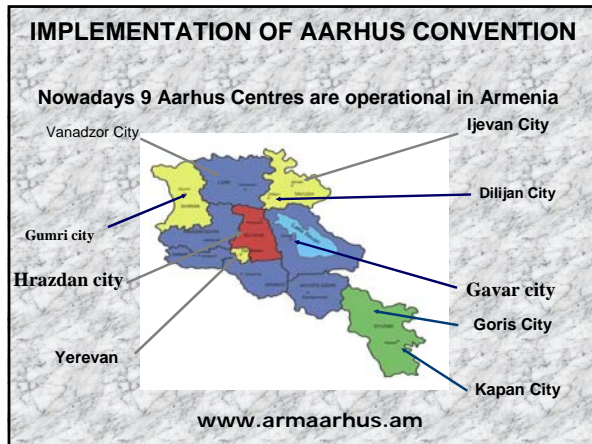 IMPLEMENTATION OF AARHUS CONVENTION
Nowadays 9 Aarhus Centres are operational in Armenia
Vanadzor City
Ijevan City
Dilijan City
Gumri city
Hrazdan city
Gavar city
Goris City
Yerevan
Kapan City
www.armaarhus.am